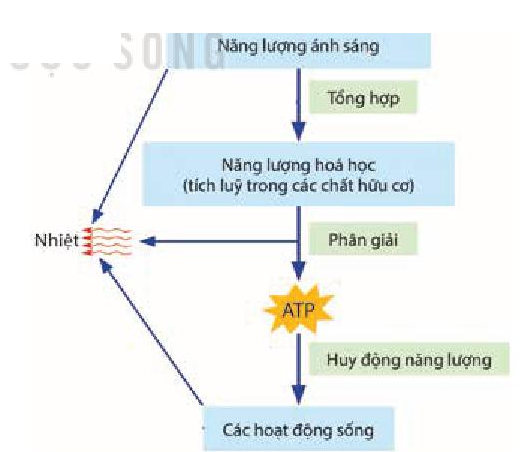 SỐNG
Năng lượng ánh sáng
Tổng hợp
Năng lượng hoá học
(tích luỹ trong các chất hữu cơ)
Nhiệt
Phân giải
ATP
Huy động năng lượng
Các hoạt động sống